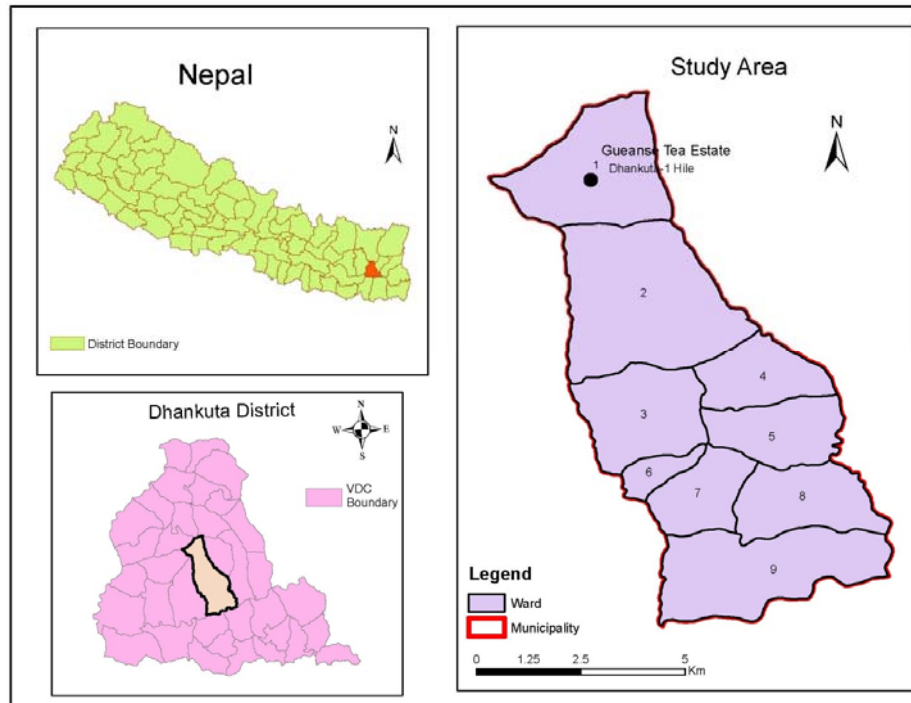 Nepal
N
District Boundary
Dhankuta District
N
W E
S
VDC
Boundary
Study Area
N
Gueanse Tea Estate
1
Dhankuta-1 Hile
2
4
3
5
6
7
8
9
Legend
Ward
Municipality
0 1.25 2.5 5
Km